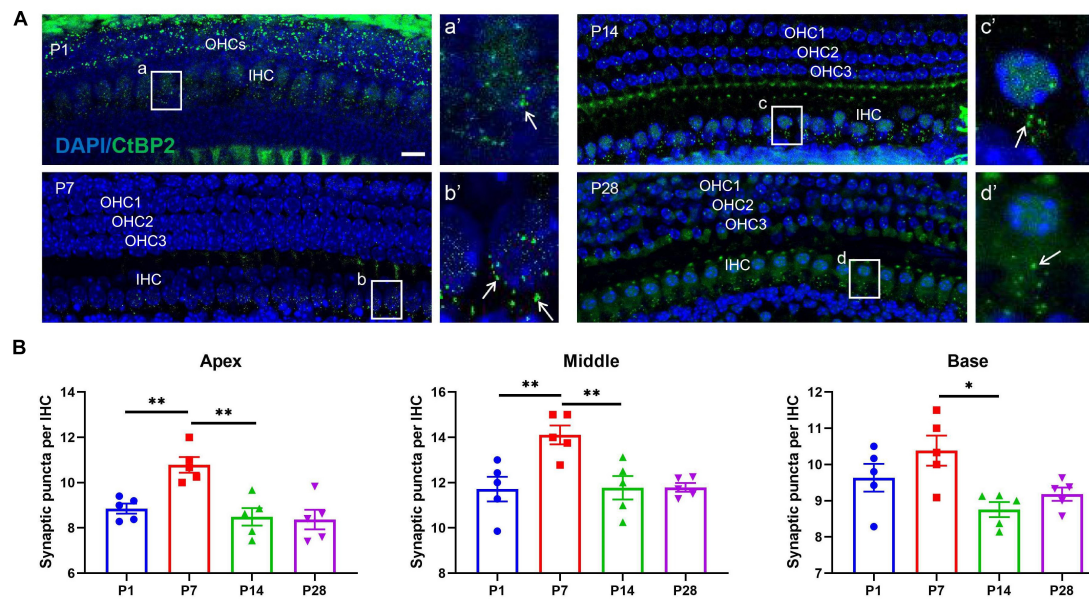 A
P1
OHCs
a
IHC
DAPI/CtBP2
a’
P14
OHC1
OHC2
OHC3
c
IHC
c’
P7
OHC1
OHC2
OHC3
IHC
b
b’
P28
OHC1
OHC2
OHC3
IHC
d
d’
B
Apex
Synaptic puncta per IHC
14
12
10
8
6
** **
P1 P7 P14 P28
Middle
Synaptic puncta per IHC
16
14
12
10
8
** **
P1 P7 P14 P28
Base
Synaptic puncta per IHC
12
11
10
9
8
7
*
P1 P7 P14 P28